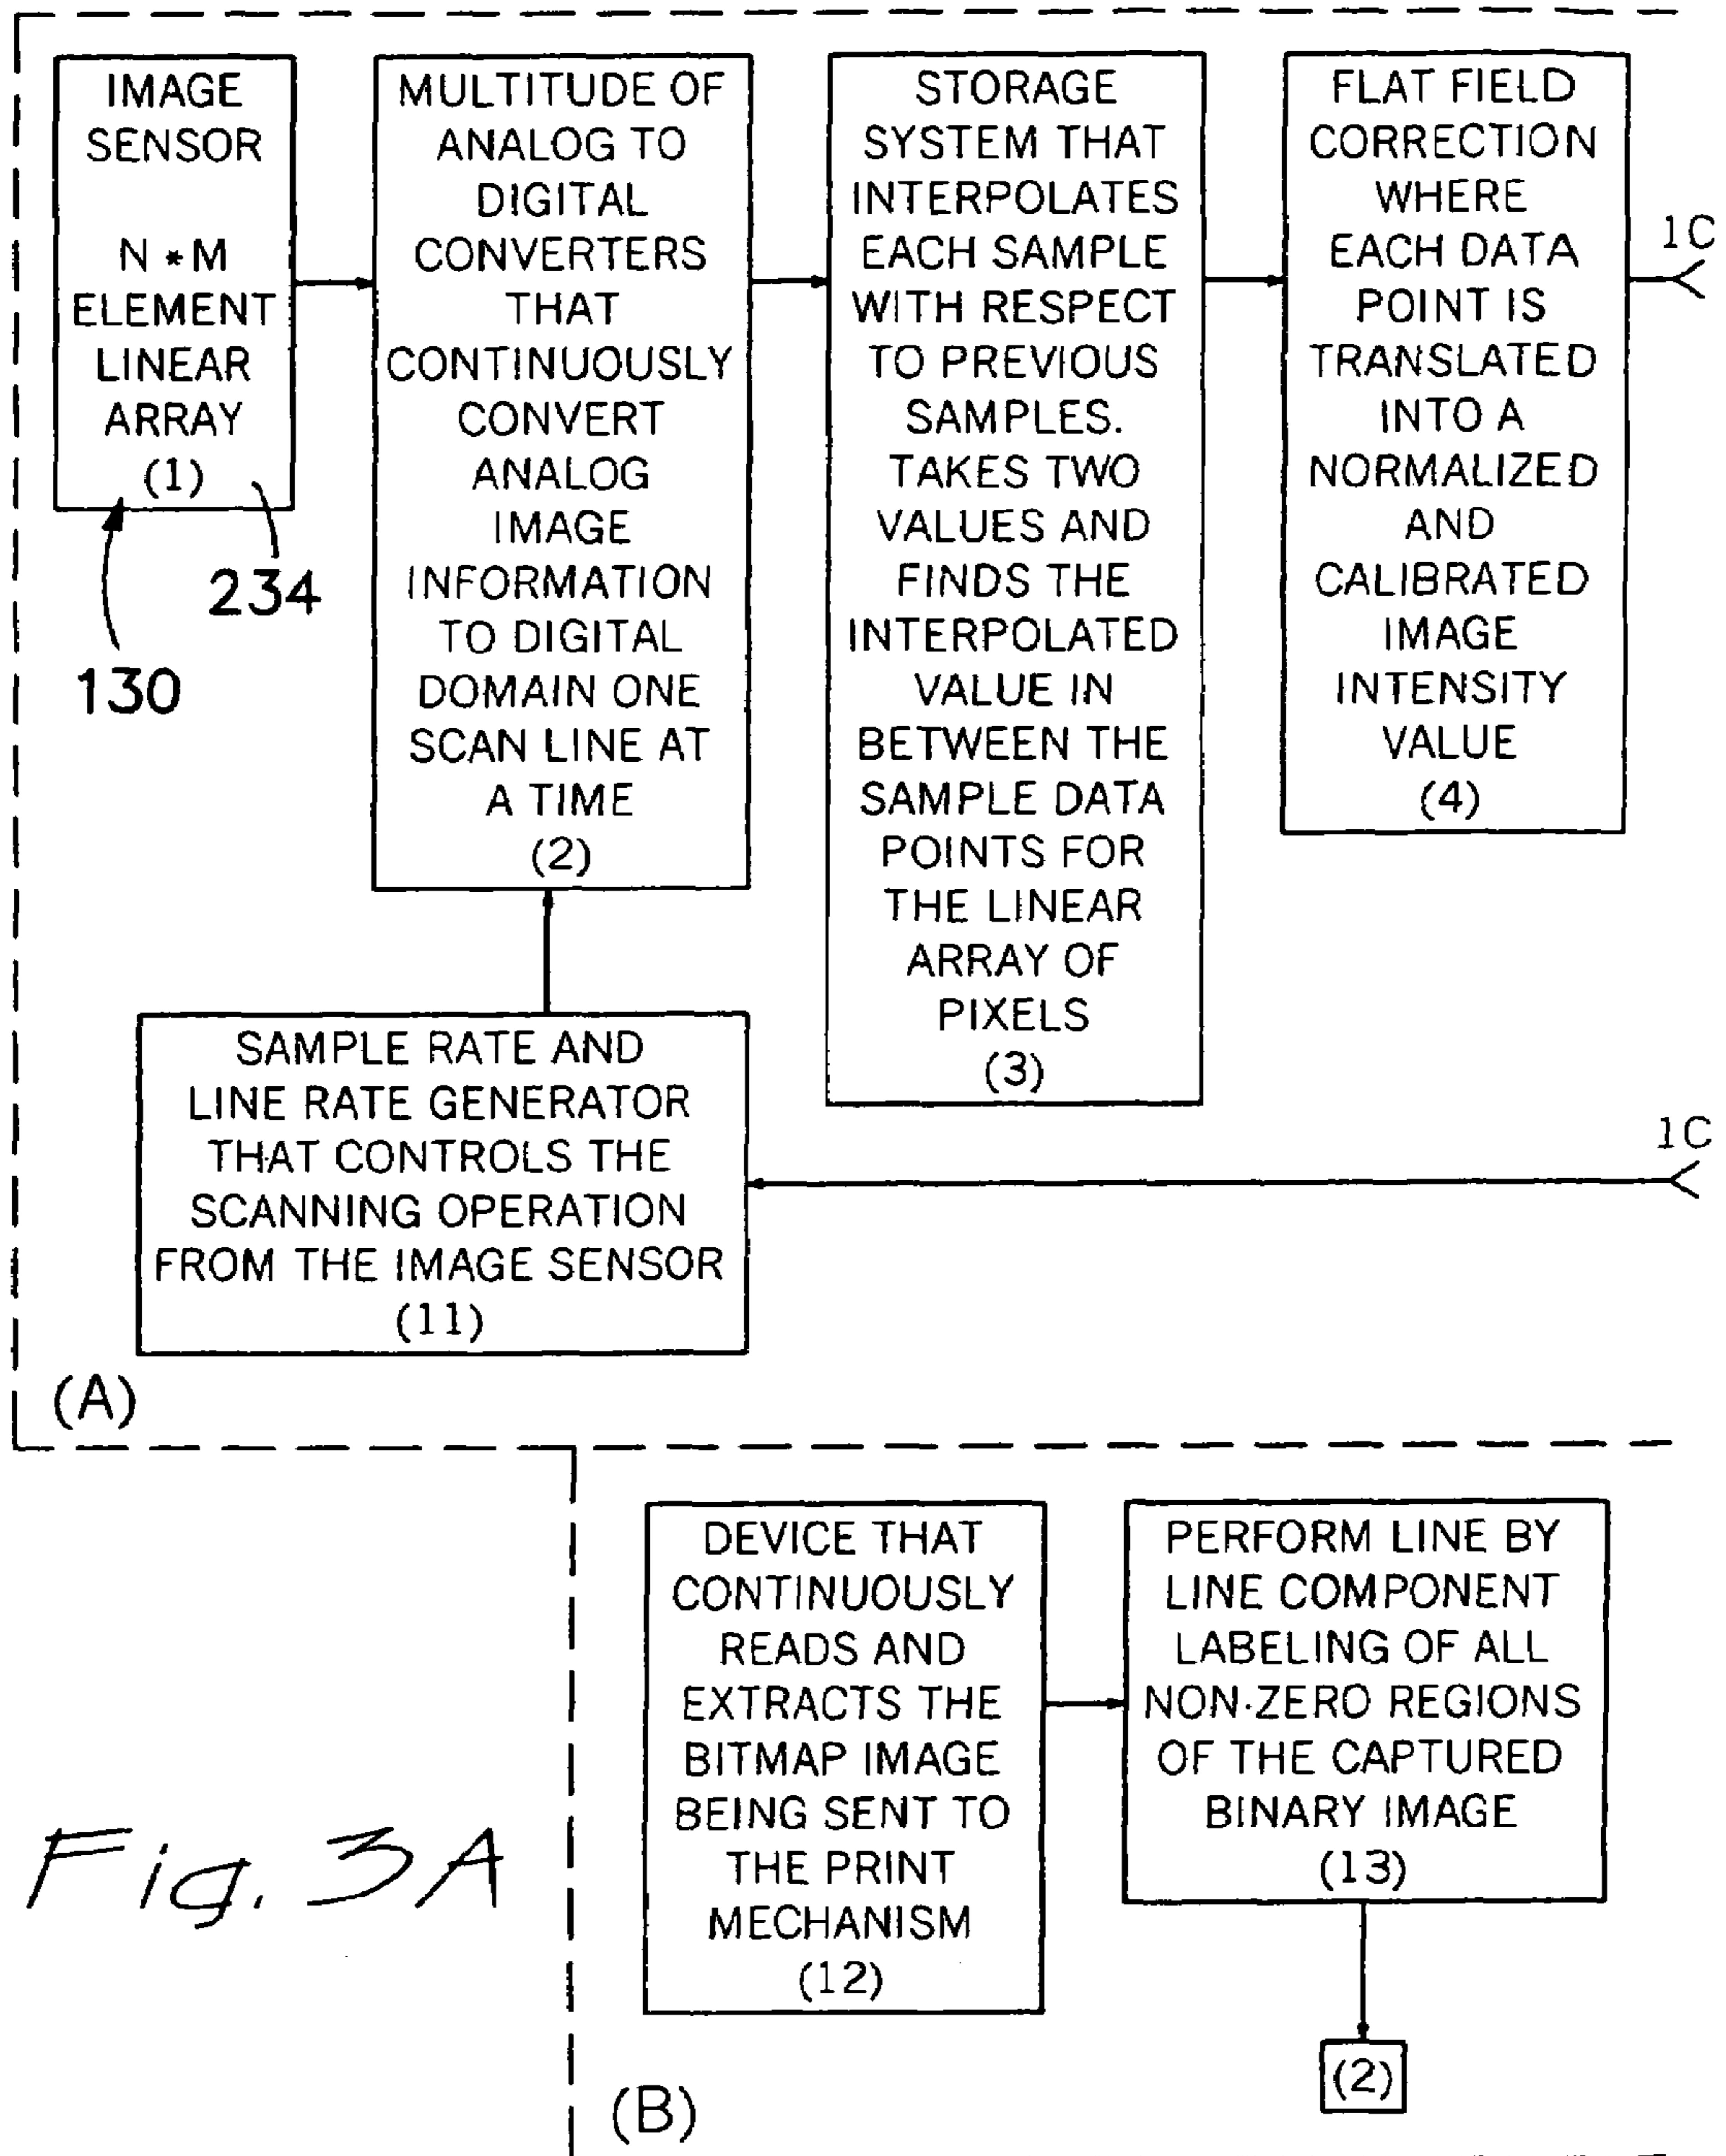 IMAGE
SENSOR
N * M
ELEMENT
LINEAR
ARRAY
(1)
130
234
MULTITUDE OF
ANALOG TO
DIGITAL
CONVERTERS
THAT
CONTINUOUSLY
CONVERT
ANALOG
IMAGE
INFORMATION
TO DIGITAL
DOMAIN ONE
SCAN LINE AT
A TIME
(2)
STORAGE
SYSTEM THAT
INTERPOLATES
EACH SAMPLE
WITH RESPECT
TO PREVIOUS
SAMPLES.
TAKES TWO
VALUES AND
FINDS THE
INTERPOLATED
VALUE IN
BETWEEN THE
SAMPLE DATA
POINTS FOR
THE LINEAR
ARRAY OF
PIXELS
(3)
FLAT FIELD
CORRECTION
WHERE
EACH DATA
POINT IS
TRANSLATED
INTO A
NORMALIZED
AND
CALIBRATED
IMAGE
INTENSITY
VALUE
(4)
1C
SAMPLE RATE AND
LINE RATE GENERATOR
THAT CONTROLS THE
SCANNING OPERATION
FROM THE IMAGE SENSOR
(11)
1C
(A)
DEVICE THAT
CONTINUOUSLY
READS AND
EXTRACTS THE
BITMAP IMAGE
BEING SENT TO
THE PRINT
MECHANISM
(12)
PERFORM LINE BY
LINE COMPONENT
LABELING OF ALL
NON-ZERO REGIONS
OF THE CAPTURED
BINARY IMAGE
(13)
(2)
(B)
Fig. 3A